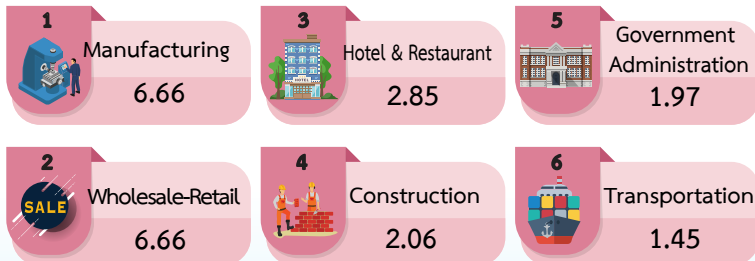 1
Manufacturing
6.66
2
SALE
Wholesale-Retail
6.66
3
HOTEL
Hotel & Restaurant
2.85
4
Construction
2.06
5
Government
Administration
1.97
6
Transportation
1.45